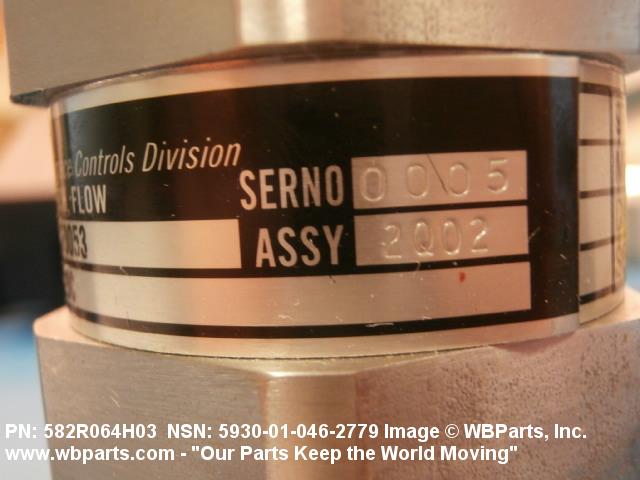 Controls Division
FLOW
SERNO 0005
ASSY 2Q02
PN: 582R064H03 NSN: 5930-01-046-2779 Image © WBParts, Inc.
www.wbparts.com - "Our Parts Keep the World Moving"